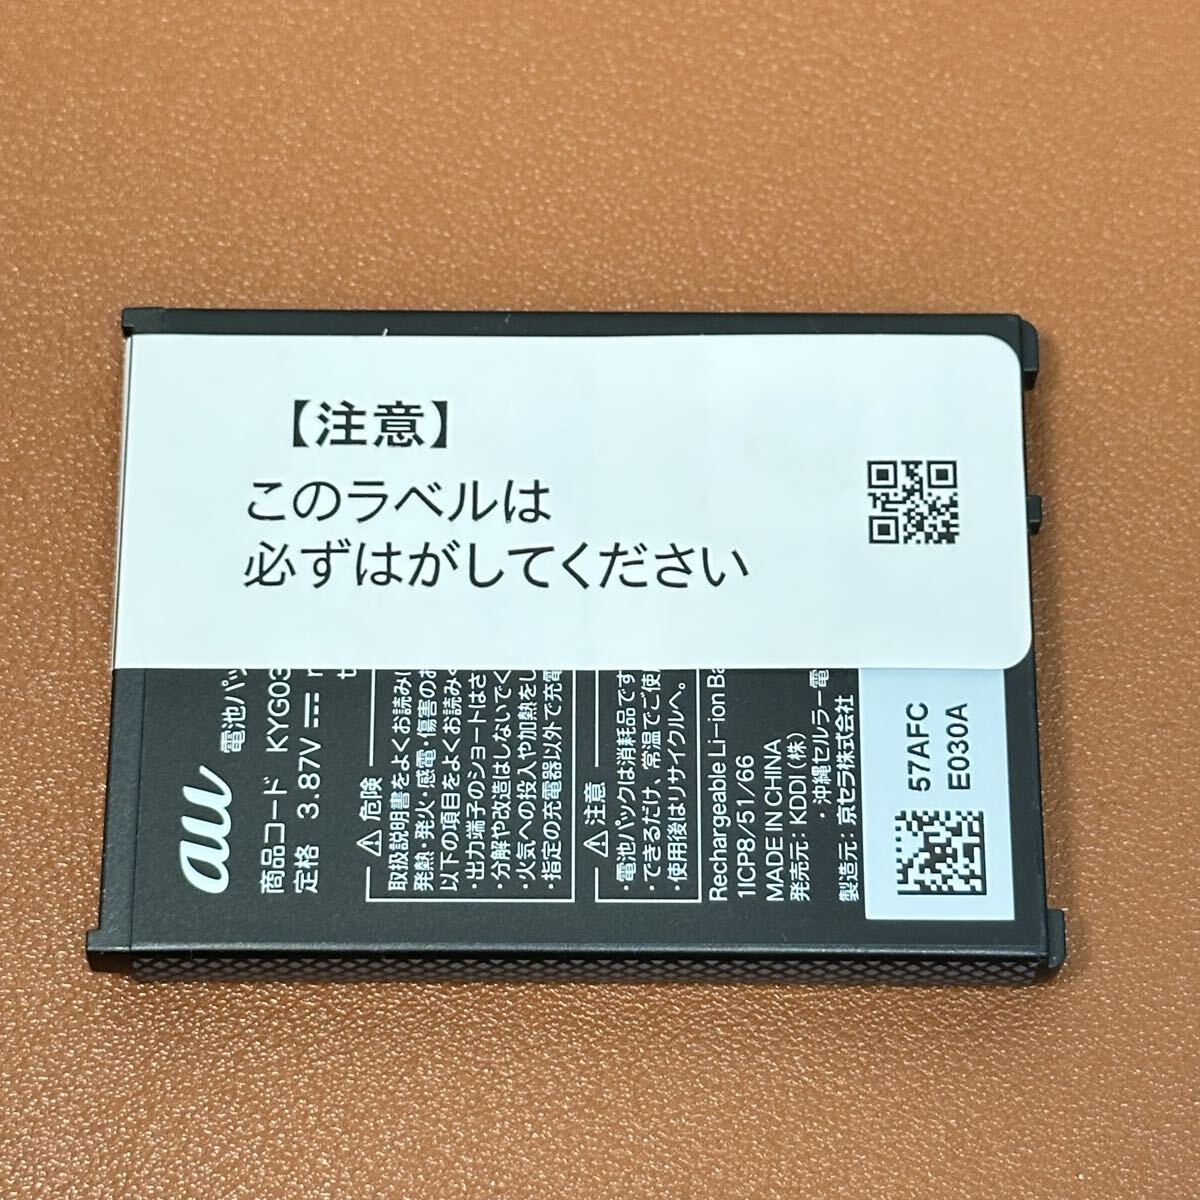 【注意】
このラベルは
必ずはがしてください
au
電池パッ
商品コード KYG03
定格 3.87V
危険
取扱説明書をよくお読み
発熱・発火・感電・傷害のお
以下の項目をよくお読み
・出力端子のショートはさ
・分解や改造はしないでく
・火気への投入や加熱をし
・指定の充電器以外で充電
注意
・電池パックは消耗品です
・できるだけ、常温でご使
・使用後はリサイクルへ。
Rechargeable Li-ion Ba
1ICP8/51/66
MADE IN CHINA
発売元：KDDI（株）
・沖縄セルラー電
製造元：京セラ株式会社
57AFC
E030A